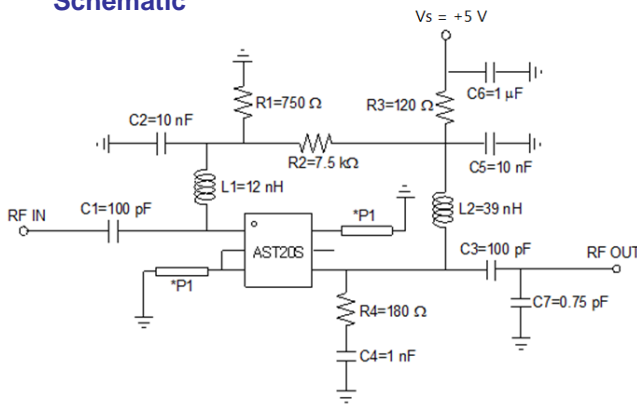 Schematic
Vs = +5 V
C6=1 μF
R1=750 Ω
R3=120 Ω
C2=10 nF
R2=7.5 kΩ
C5=10 nF
L1=12 nH
L2=39 nH
RF IN
C1=100 pF
*P1
AST20S
C3=100 pF
RF OUT
*P1
R4=180 Ω
C7=0.75 pF
C4=1 nF